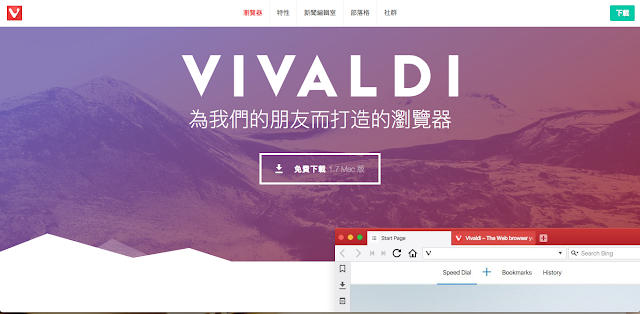 瀏覽器 特性 新聞編輯室 部落格 社群 下載
VIVALDI
為我們的朋友而打造的瀏覽器
免費下載 1.7 Mac 版
Start Page Vivaldi – The Web browser y
Search Bing
Speed Dial Bookmarks History